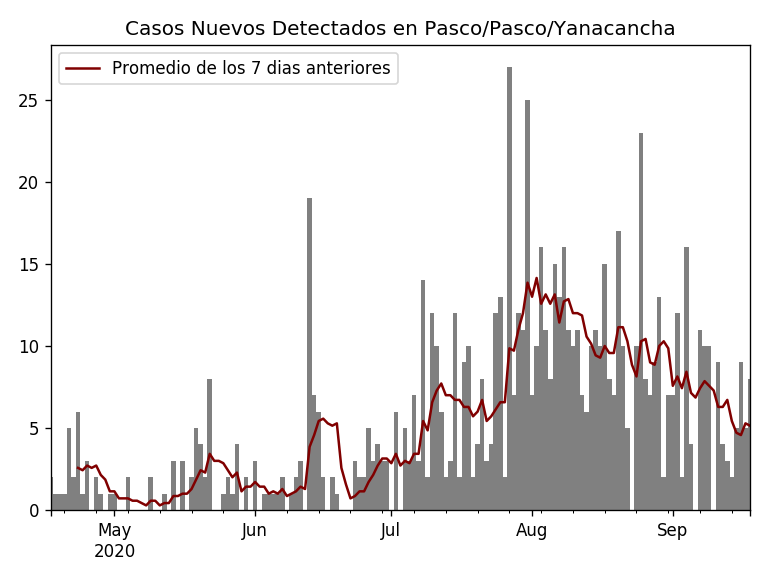 Casos Nuevos Detectados en Pasco/Pasco/Yanacancha
Promedio de los 7 dias anteriores
25
20
15
10
5
0
May Jun Jul Aug Sep
2020